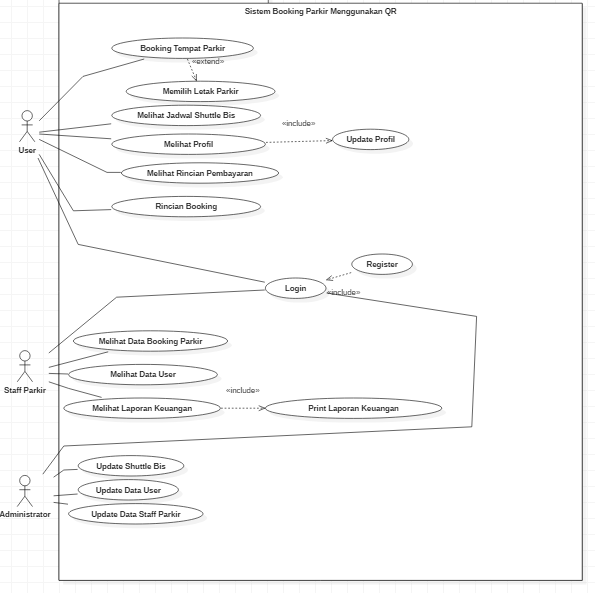 Sistem Booking Parkir Menggunakan QR
Booking Tempat Parkir
«extend»
Memilih Letak Parkir
Melihat Jadwal Shuttle Bis
«include»
Melihat Profil
Update Profil
User
Melihat Rincian Pembayaran
Rincian Booking
Register
Login
«include»
Melihat Data Booking Parkir
Melihat Data User
Staff Parkir
«include»
Melihat Laporan Keuangan
Print Laporan Keuangan
Update Shuttle Bis
Update Data User
Administrator
Update Data Staff Parkir